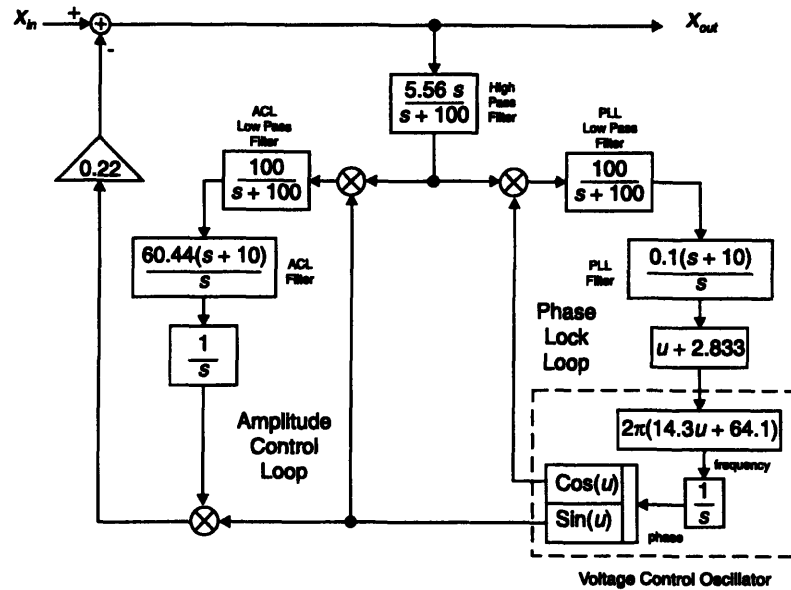 X_in
+
+
-
X_out
5.56 s
s + 100
High
Pass
Filter
ACL
Low Pass
Filter
100
s + 100
PLL
Low Pass
Filter
100
s + 100
0.22
60.44(s + 10)
s
ACL
Filter
0.1(s + 10)
s
PLL
Filter
1
s
Phase
Lock
Loop
u + 2.833
Amplitude
Control
Loop
2π(14.3u + 64.1)
frequency
Cos(u)
Sin(u)
1
s
phase
Voltage Control Oscillator